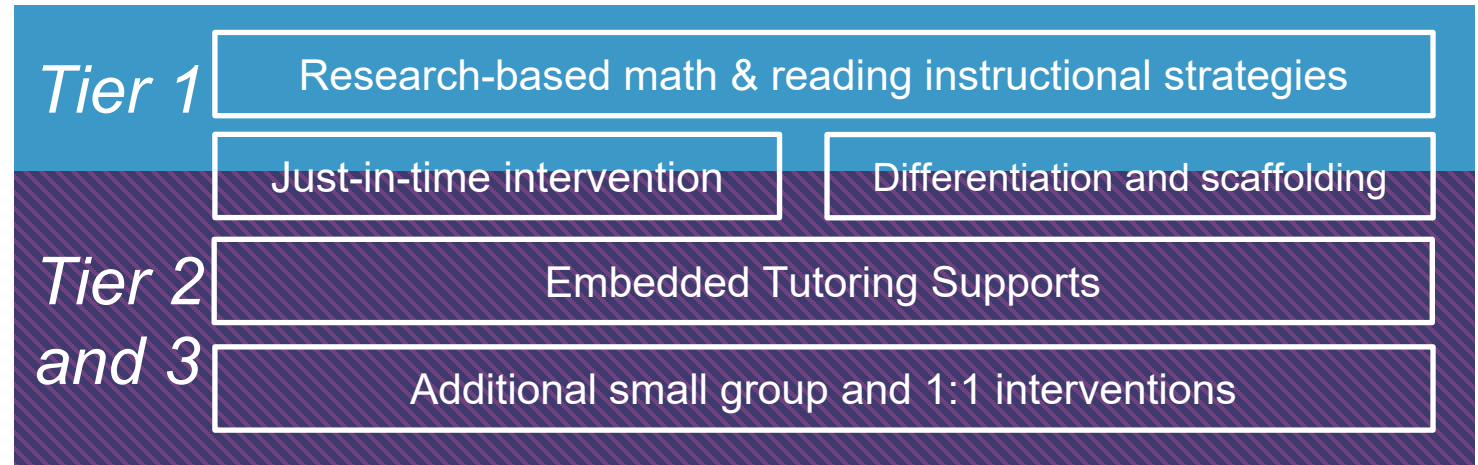 Tier 1
Research-based math & reading instructional strategies
Just-in-time intervention
Differentiation and scaffolding
Tier 2
and 3
Embedded Tutoring Supports
Additional small group and 1:1 interventions